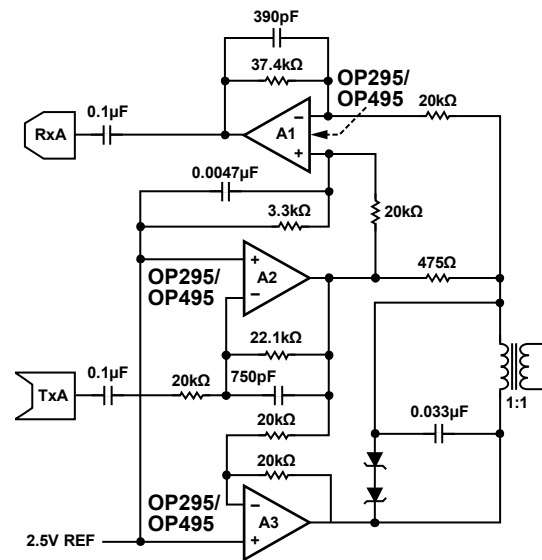 390pF
37.4kΩ
OP295/
OP495
0.1µF
20kΩ
RxA
A1
−
+
0.0047µF
20kΩ
3.3kΩ
OP295/
OP495
+
A2
−
475Ω
22.1kΩ
0.1µF
750pF
TxA
20kΩ
1:1
0.033µF
20kΩ
20kΩ
OP295/
OP495
−
A3
+
2.5V REF